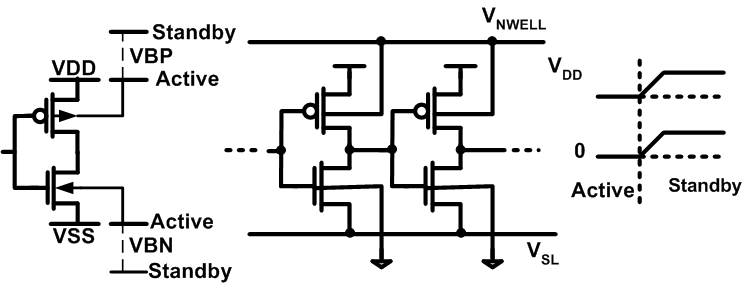 Standby
VBP
VDD
Active
Active
VBN
VSS
Standby
VNWELL
VSL
VDD
0
Active
Standby